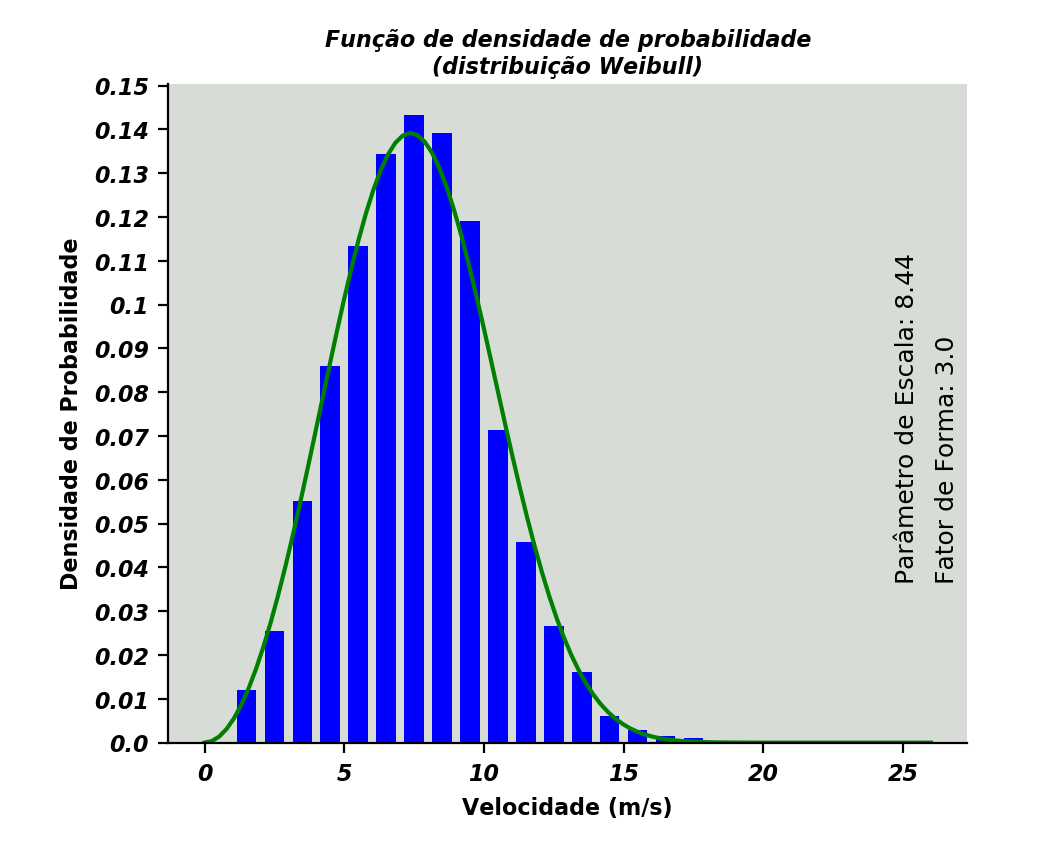 Função de densidade de probabilidade
(distribuição Weibull)
0.15
0.14
0.13
0.12
0.11
0.1
0.09
0.08
0.07
0.06
0.05
0.04
0.03
0.02
0.01
0.0
Densidade de Probabilidade
Parâmetro de Escala: 8.44
Fator de Forma: 3.0
0 5 10 15 20 25
Velocidade (m/s)